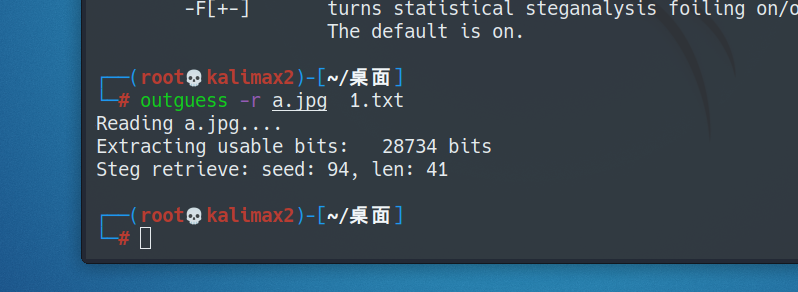 -F[+-] turns statistical steganalysis foiling on/o
The default is on.
┌──(root💀kalimax2)-[~/桌面]
└─# outguess -r a.jpg 1.txt
Reading a.jpg....
Extracting usable bits: 28734 bits
Steg retrieve: seed: 94, len: 41
┌──(root💀kalimax2)-[~/桌面]
└─#